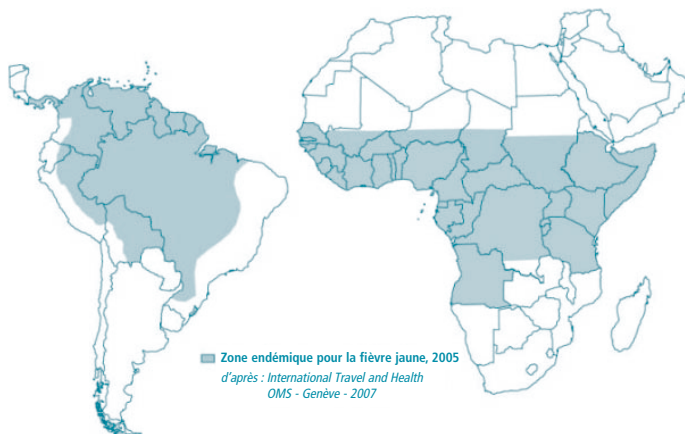 Zone endémique pour la fièvre jaune, 2005
d'après : International Travel and Health
OMS - Genève - 2007